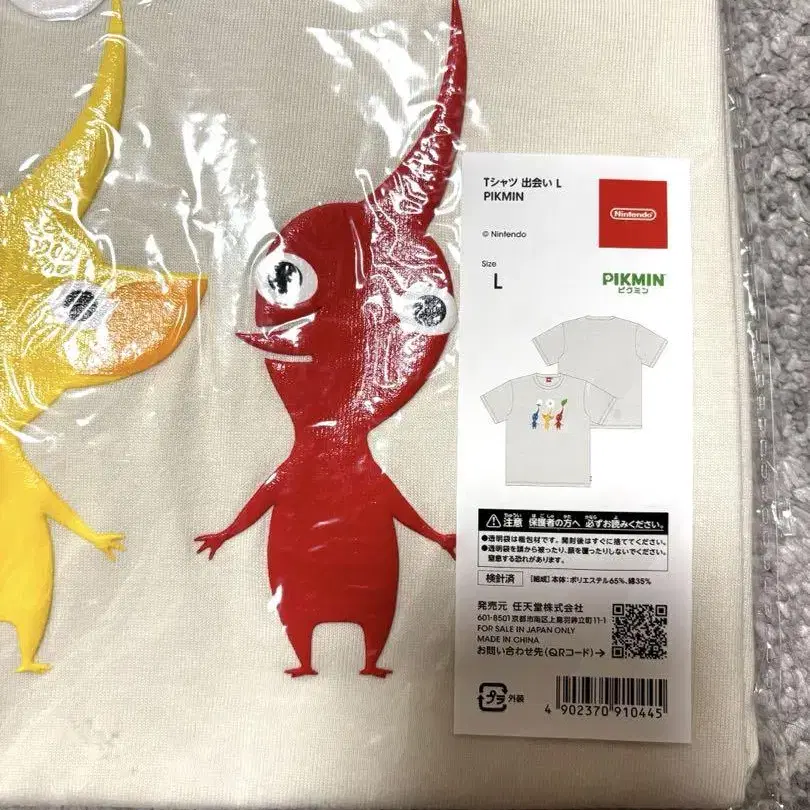 Tシャツ 出会い L
PIKMIN
Nintendo
© Nintendo
Size
L
PIKMIN
ピクミン
注意 保護者の方へ 必ずお読みください。
●透明袋は梱包材です。開封後はすぐに捨ててください。
●透明袋を頭から被ったり、顔を覆ったりしないでください。
窒息する恐れがあります。
検針済 [組成] 本体:ポリエステル65%、綿35%
発売元 任天堂株式会社
601-8501 京都市南区上鳥羽鉾立町11-1
FOR SALE IN JAPAN ONLY
MADE IN CHINA
お問い合わせ先(QRコード)→
プラ 外装
4 902370 910445